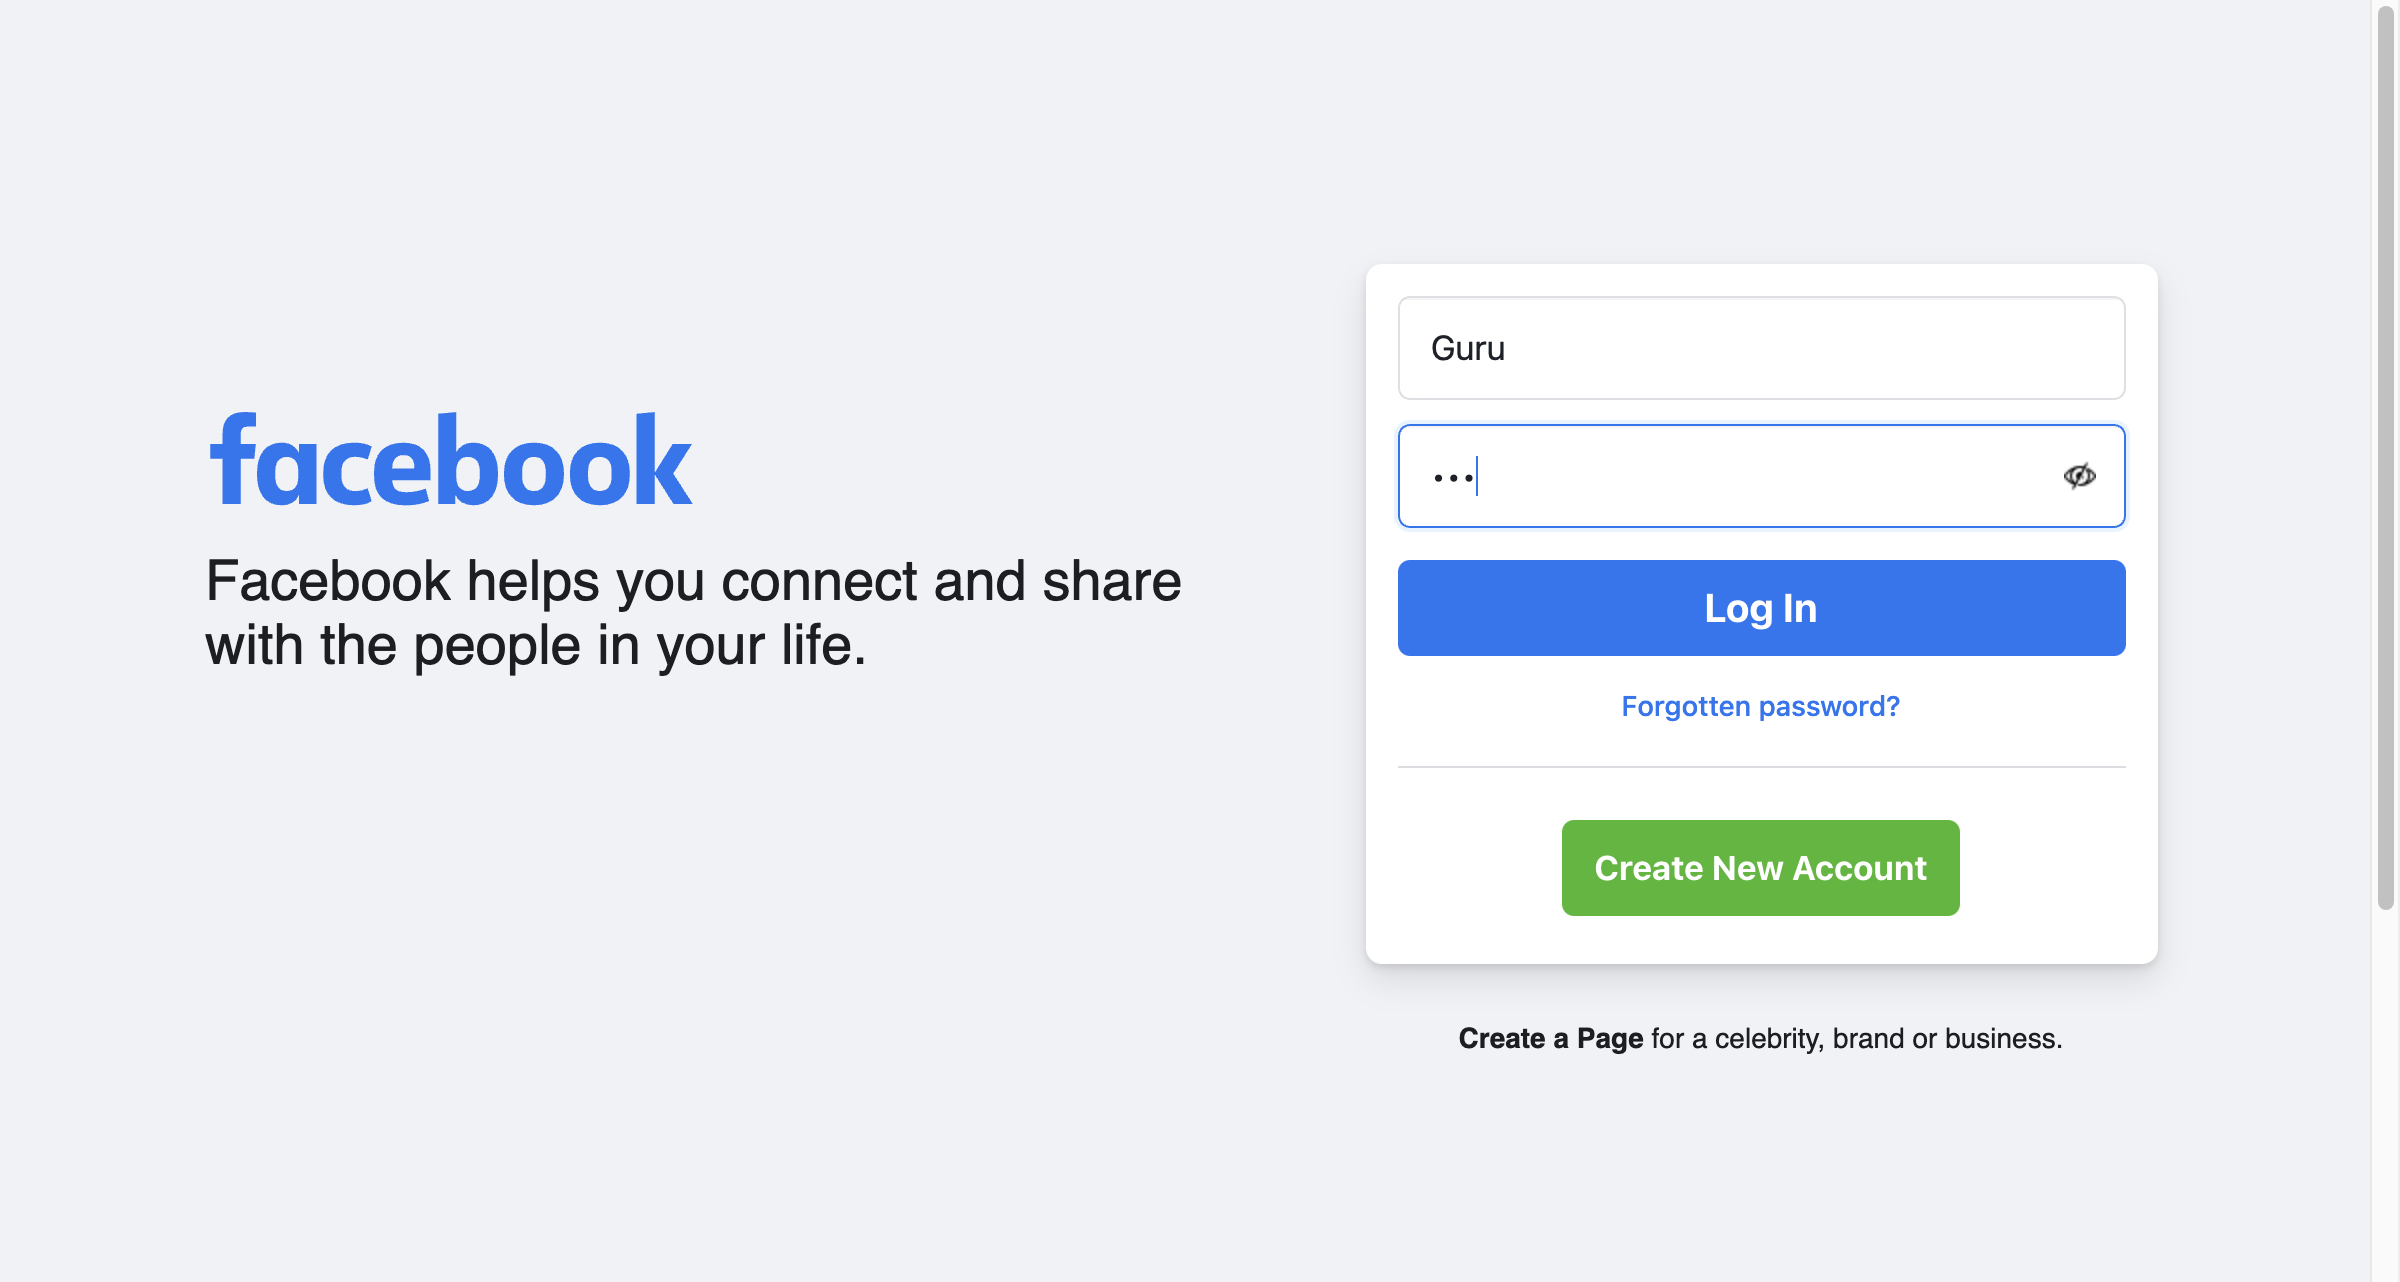 facebook
Facebook helps you connect and share
with the people in your life.
Guru
•••
Log In
Forgotten password?
Create New Account
Create a Page for a celebrity, brand or business.